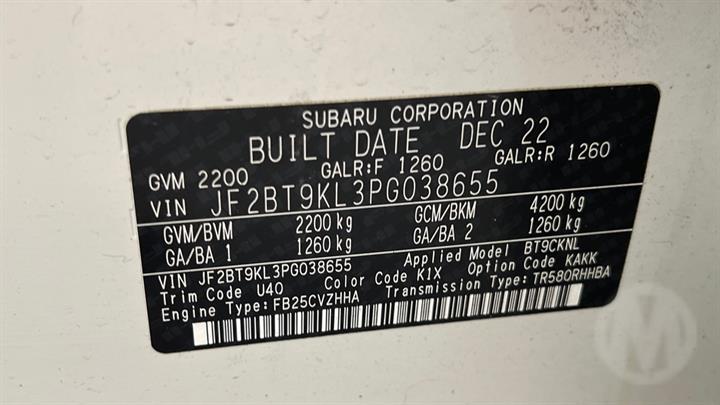 SUBARU CORPORATION
BUILT DATE DEC 22
GVM 2200 GALR:F 1260 GALR:R 1260
VIN JF2BT9KL3PG038655
GVM/BVM 2200 kg GCM/BKM 4200 kg
GA/BA 1 1260 kg GA/BA 2 1260 kg
VIN JF2BT9KL3PG038655 Applied Model BT9CKNL
Trim Code U40 Color Code K1X Option Code KAKK
Engine Type:FB25CVZHHA Transmission Type:TR580RHHBA
M